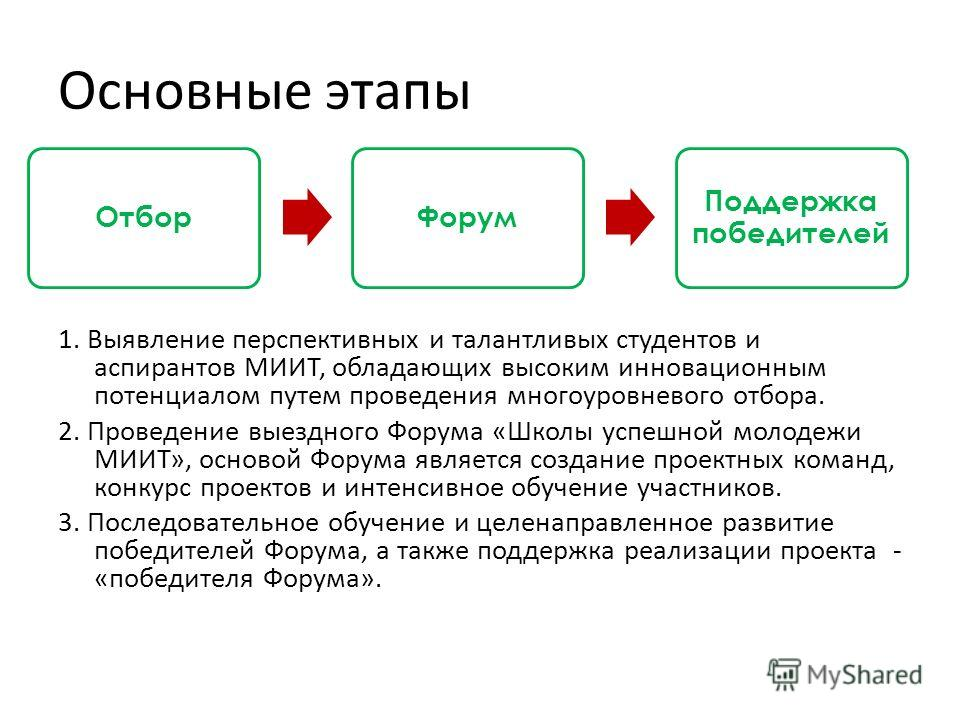 Основные этапы
Отбор
Форум
Поддержка
победителей
1. Выявление перспективных и талантливых студентов и
аспирантов МИИТ, обладающих высоким инновационным
потенциалом путем проведения многоуровневого отбора.
2. Проведение выездного Форума «Школы успешной молодежи
МИИТ», основой Форума является создание проектных команд,
конкурс проектов и интенсивное обучение участников.
3. Последовательное обучение и целенаправленное развитие
победителей Форума, а также поддержка реализации проекта -
«победителя Форума».
MyShared